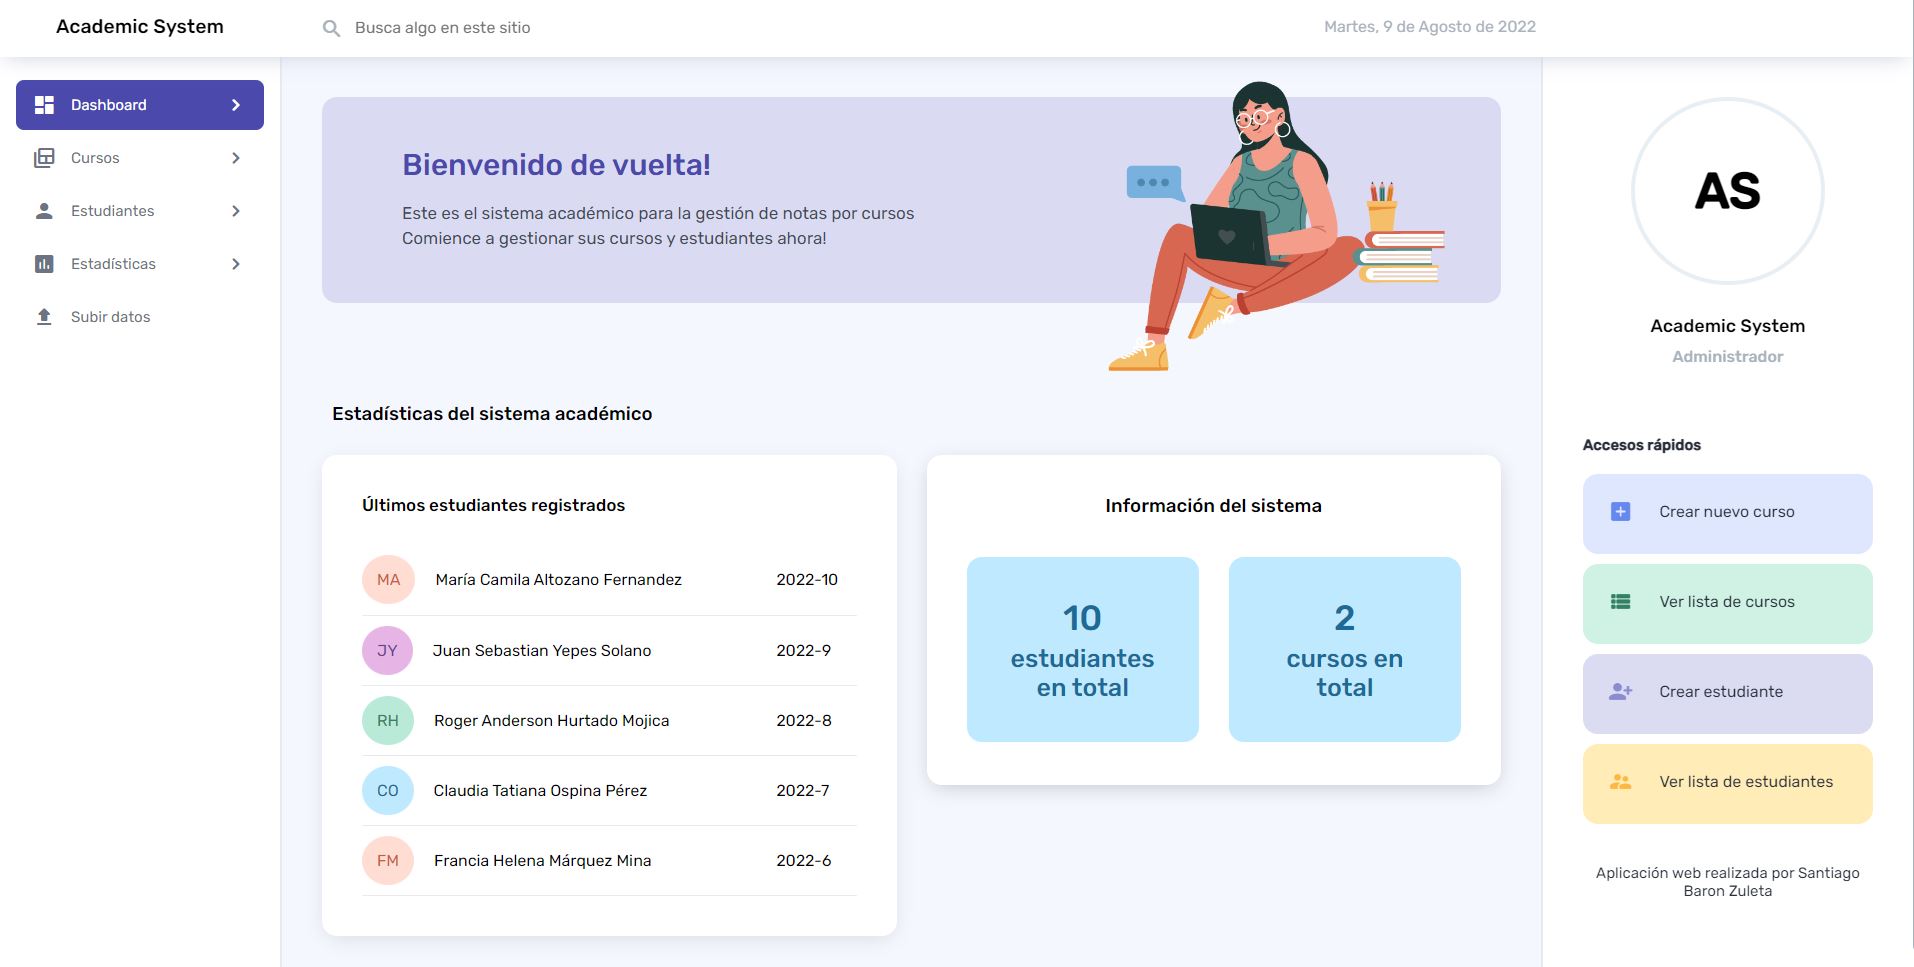 Academic System
Busca algo en este sitio
Martes, 9 de Agosto de 2022
Dashboard
Cursos
Estudiantes
Estadísticas
Subir datos
Bienvenido de vuelta!
Este es el sistema académico para la gestión de notas por cursos
Comience a gestionar sus cursos y estudiantes ahora!
Estadísticas del sistema académico
Últimos estudiantes registrados
MA María Camila Altozano Fernandez 2022-10
JY Juan Sebastian Yepes Solano 2022-9
RH Roger Anderson Hurtado Mojica 2022-8
CO Claudia Tatiana Ospina Pérez 2022-7
FM Francia Helena Márquez Mina 2022-6
Información del sistema
10
estudiantes
en total
2
cursos en
total
AS
Academic System
Administrador
Accesos rápidos
Crear nuevo curso
Ver lista de cursos
Crear estudiante
Ver lista de estudiantes
Aplicación web realizada por Santiago
Baron Zuleta